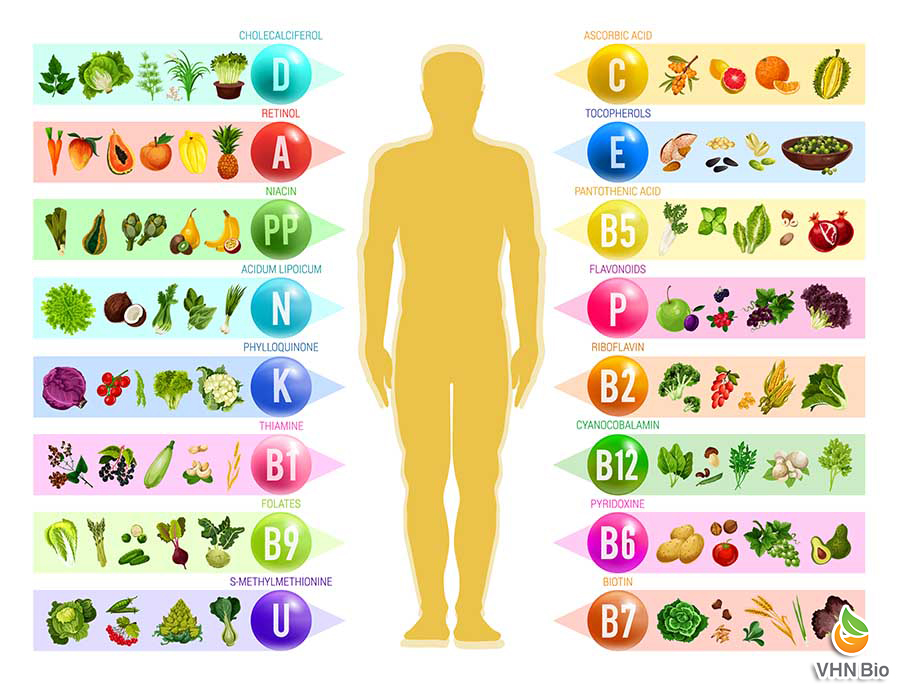 CHOLECALCIFEROL
D
RETINOL
A
NIACIN
PP
ACIDUM LIPOICUM
N
PHYLLOQUINONE
K
THIAMINE
B1
FOLATES
B9
S-METHYLMETHIONINE
U
ASCORBIC ACID
C
TOCOPHEROLS
E
PANTOTHENIC ACID
B5
FLAVONOIDS
P
RIBOFLAVIN
B2
CYANOCOBALAMIN
B12
PYRIDOXINE
B6
BIOTIN
B7
VHN Bio